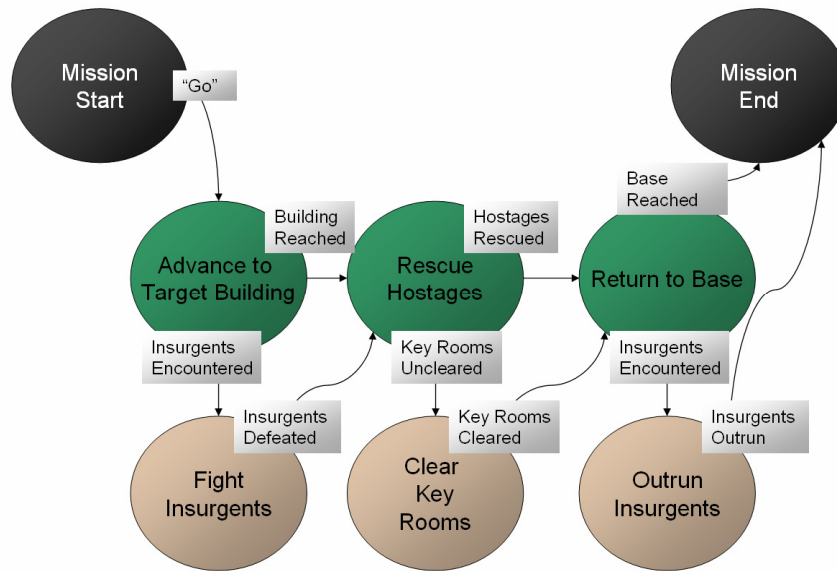 Mission
Start
“Go”
Mission
End
Base
Reached
Building
Reached
Hostages
Rescued
Advance to
Target Building
Rescue
Hostages
Return to Base
Insurgents
Encountered
Key Rooms
Uncleared
Insurgents
Encountered
Insurgents
Defeated
Key Rooms
Cleared
Insurgents
Outrun
Fight
Insurgents
Clear
Key
Rooms
Outrun
Insurgents